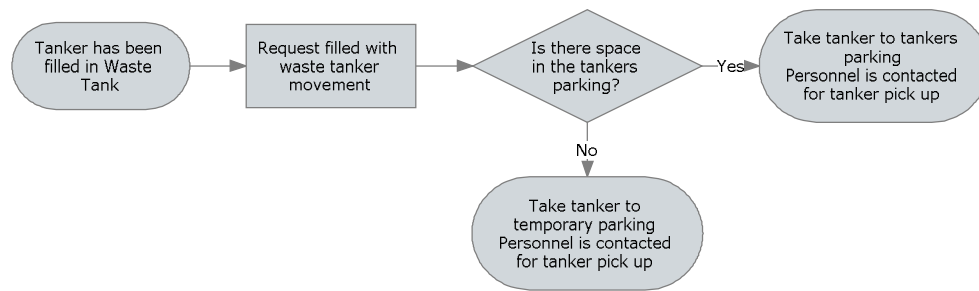 Tanker has been
filled in Waste
Tank
Request filled with
waste tanker
movement
Is there space
in the tankers
parking?
Yes
Take tanker to tankers
parking
Personnel is contacted
for tanker pick up
No
Take tanker to
temporary parking
Personnel is contacted
for tanker pick up